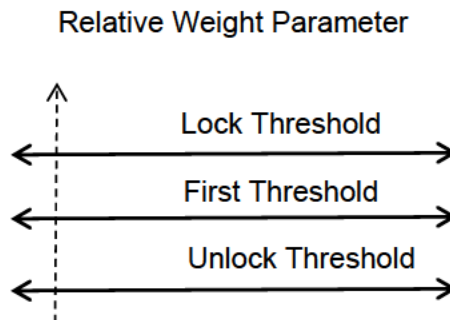 Relative Weight Parameter
Lock Threshold
First Threshold
Unlock Threshold